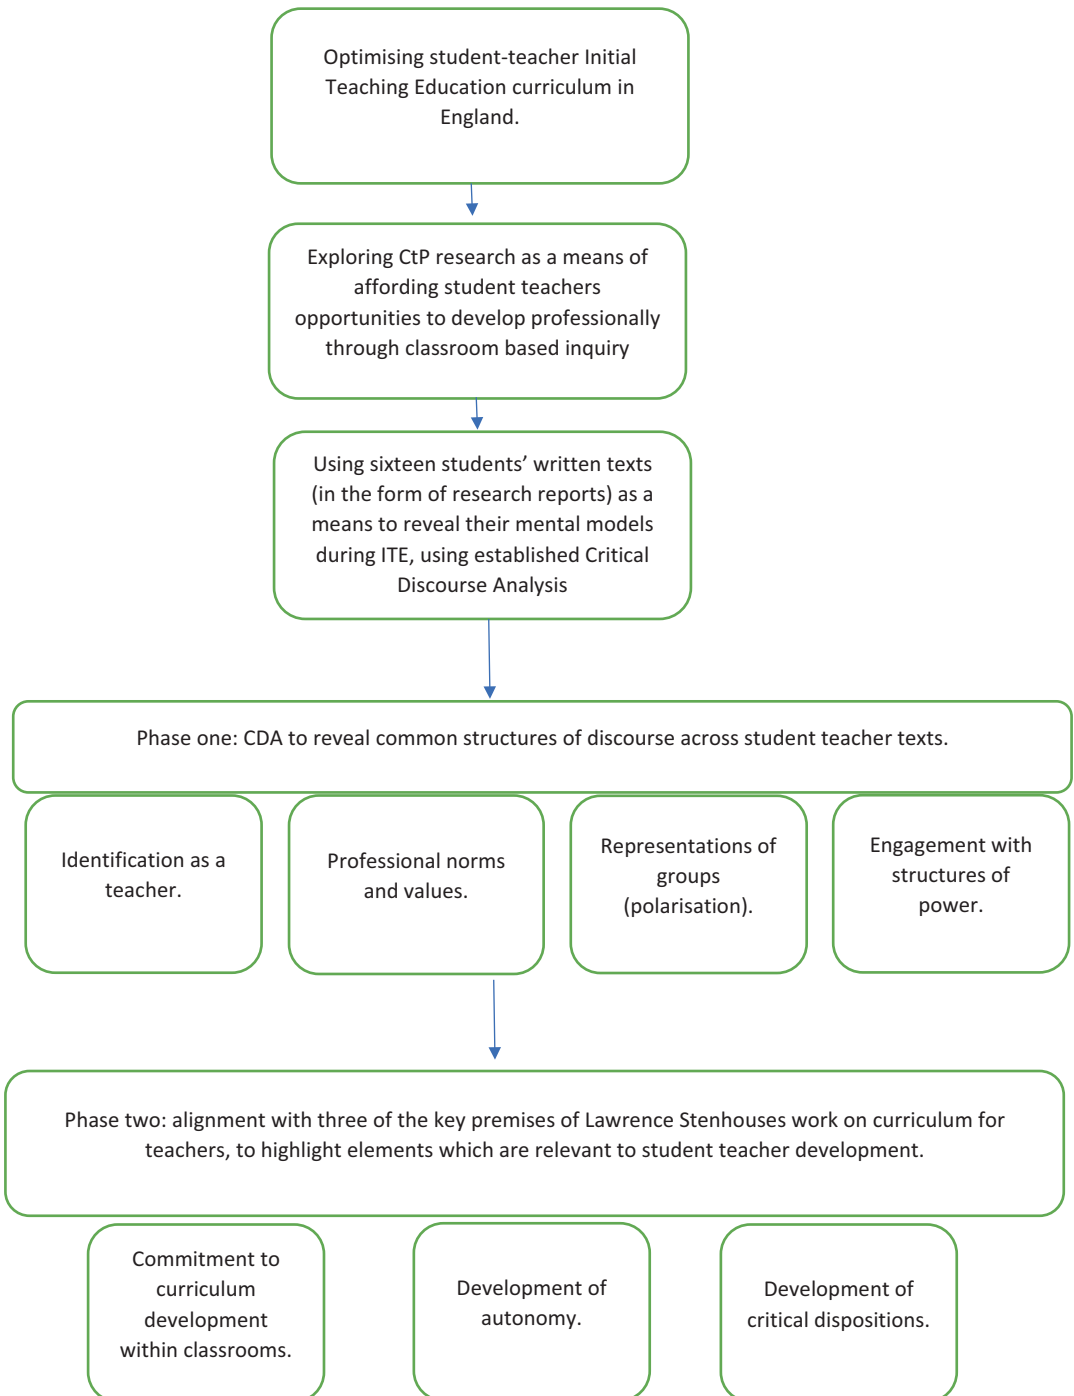 Optimising student-teacher Initial
Teaching Education curriculum in
England.
Exploring CtP research as a means of
affording student teachers
opportunities to develop professionally
through classroom based inquiry
Using sixteen students’ written texts
(in the form of research reports) as a
means to reveal their mental models
during ITE, using established Critical
Discourse Analysis
Phase one: CDA to reveal common structures of discourse across student teacher texts.
Identification as a
teacher.
Professional norms
and values.
Representations of
groups
(polarisation).
Engagement with
structures of
power.
Phase two: alignment with three of the key premises of Lawrence Stenhouses work on curriculum for
teachers, to highlight elements which are relevant to student teacher development.
Commitment to
curriculum
development
within classrooms.
Development of
autonomy.
Development of
critical dispositions.